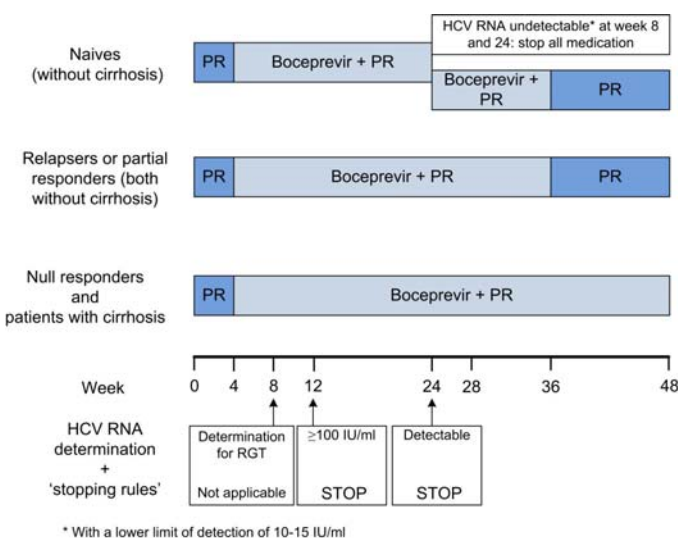 HCV RNA undetectable* at week 8
and 24: stop all medication
Naives
(without cirrhosis)
PR
Boceprevir + PR
Boceprevir +
PR
PR
Relapsers or partial
responders (both
without cirrhosis)
PR
Boceprevir + PR
PR
Null responders
and
patients with cirrhosis
PR
Boceprevir + PR
Week
0 4 8 12 24 28 36 48
HCV RNA
determination
+
‘stopping rules’
Determination
for RGT
Not applicable
≥100 IU/ml
STOP
Detectable
STOP
* With a lower limit of detection of 10-15 IU/ml